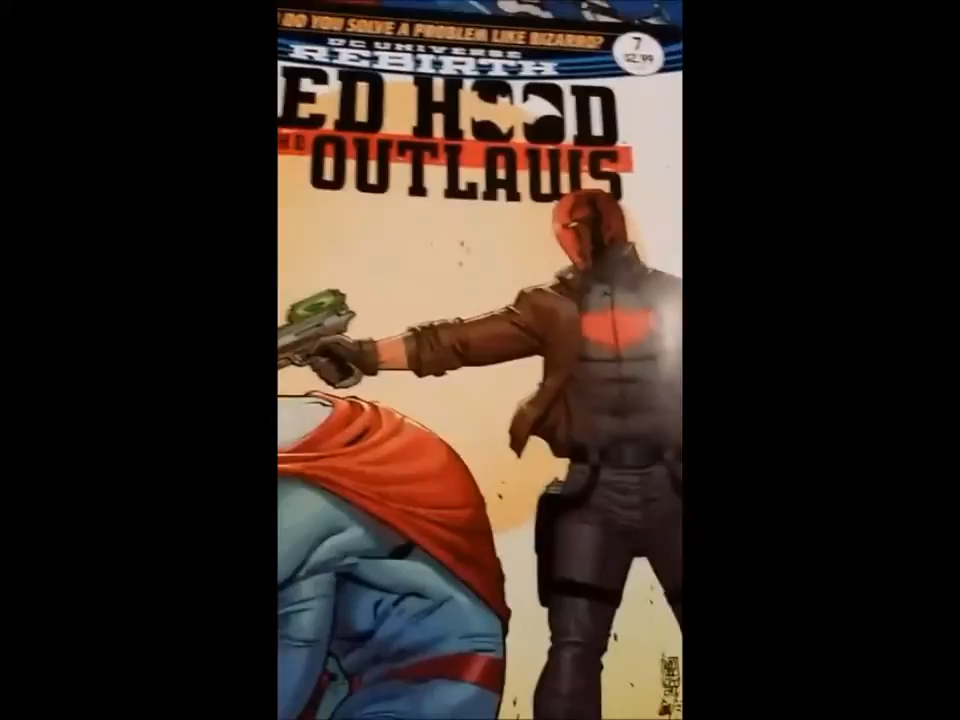 DO YOU SOLVE A PROBLEM LIKE BIZARRO?
7
$2.99
DC UNIVERSE
REBIRTH
ED HOOD
OUTLAWS